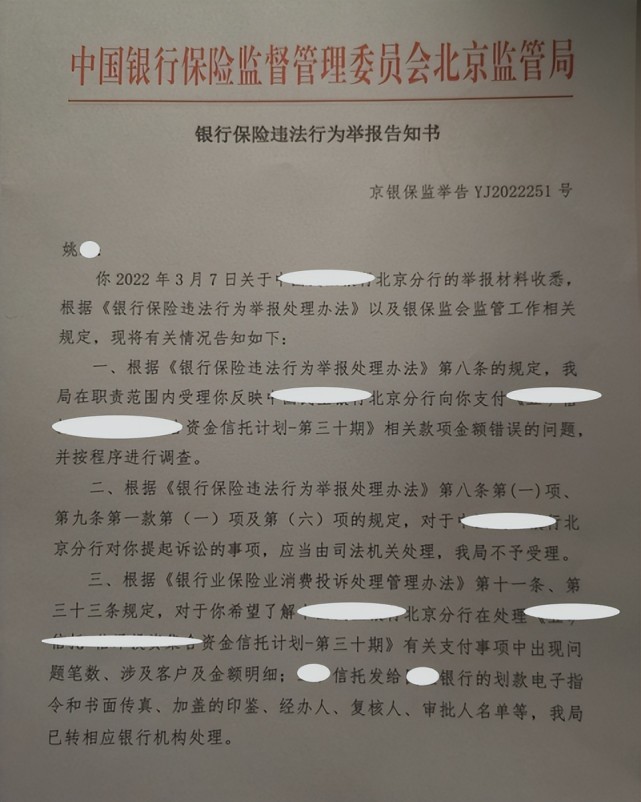 中国银行保险监督管理委员会北京监管局
银行保险违法行为举报告知书
京银保监举告 YJ2022251 号
姚
你 2022 年 3 月 7 日关于中 北京分行的举报材料收悉，
根据《银行保险违法行为举报处理办法》以及银保监会监管工作相关
规定，现将有关情况告知如下：
一、根据《银行保险违法行为举报处理办法》第八条的规定，我
局在职责范围内受理你反映中 北京分行向你支付《
资金信托计划-第三十期》相关款项金额错误的问题，
并按程序进行调查。
二、根据《银行保险违法行为举报处理办法》第八条第(一)项、
第九条第一款第（一）项及第（六）项的规定，对于 北
京分行对你提起诉讼的事项，应当由司法机关处理，我局不予受理。
三、根据《银行业保险业消费投诉处理管理办法》第十一条、第
三十三条规定，对于你希望了解 北京分行在处理《
资金信托计划-第三十期》有关支付事项中出现问
题笔数、涉及客户及金额明细； 信托发给 银行的划款电子指
令和书面传真、加盖的印鉴、经办人、复核人、审批人名单等，我局
已转相应银行机构处理。